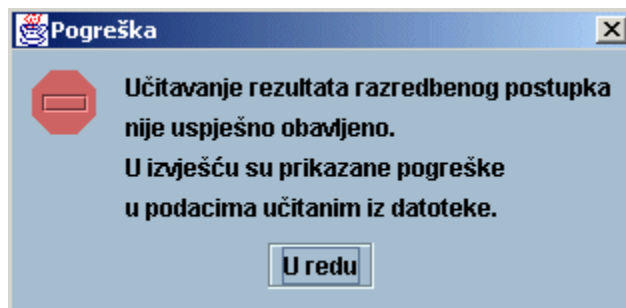 Pogreška
Učitavanje rezultata razredbenog postupka
nije uspješno obavljeno.
U izvješću su prikazane pogreške
u podacima učitanim iz datoteke.
U redu